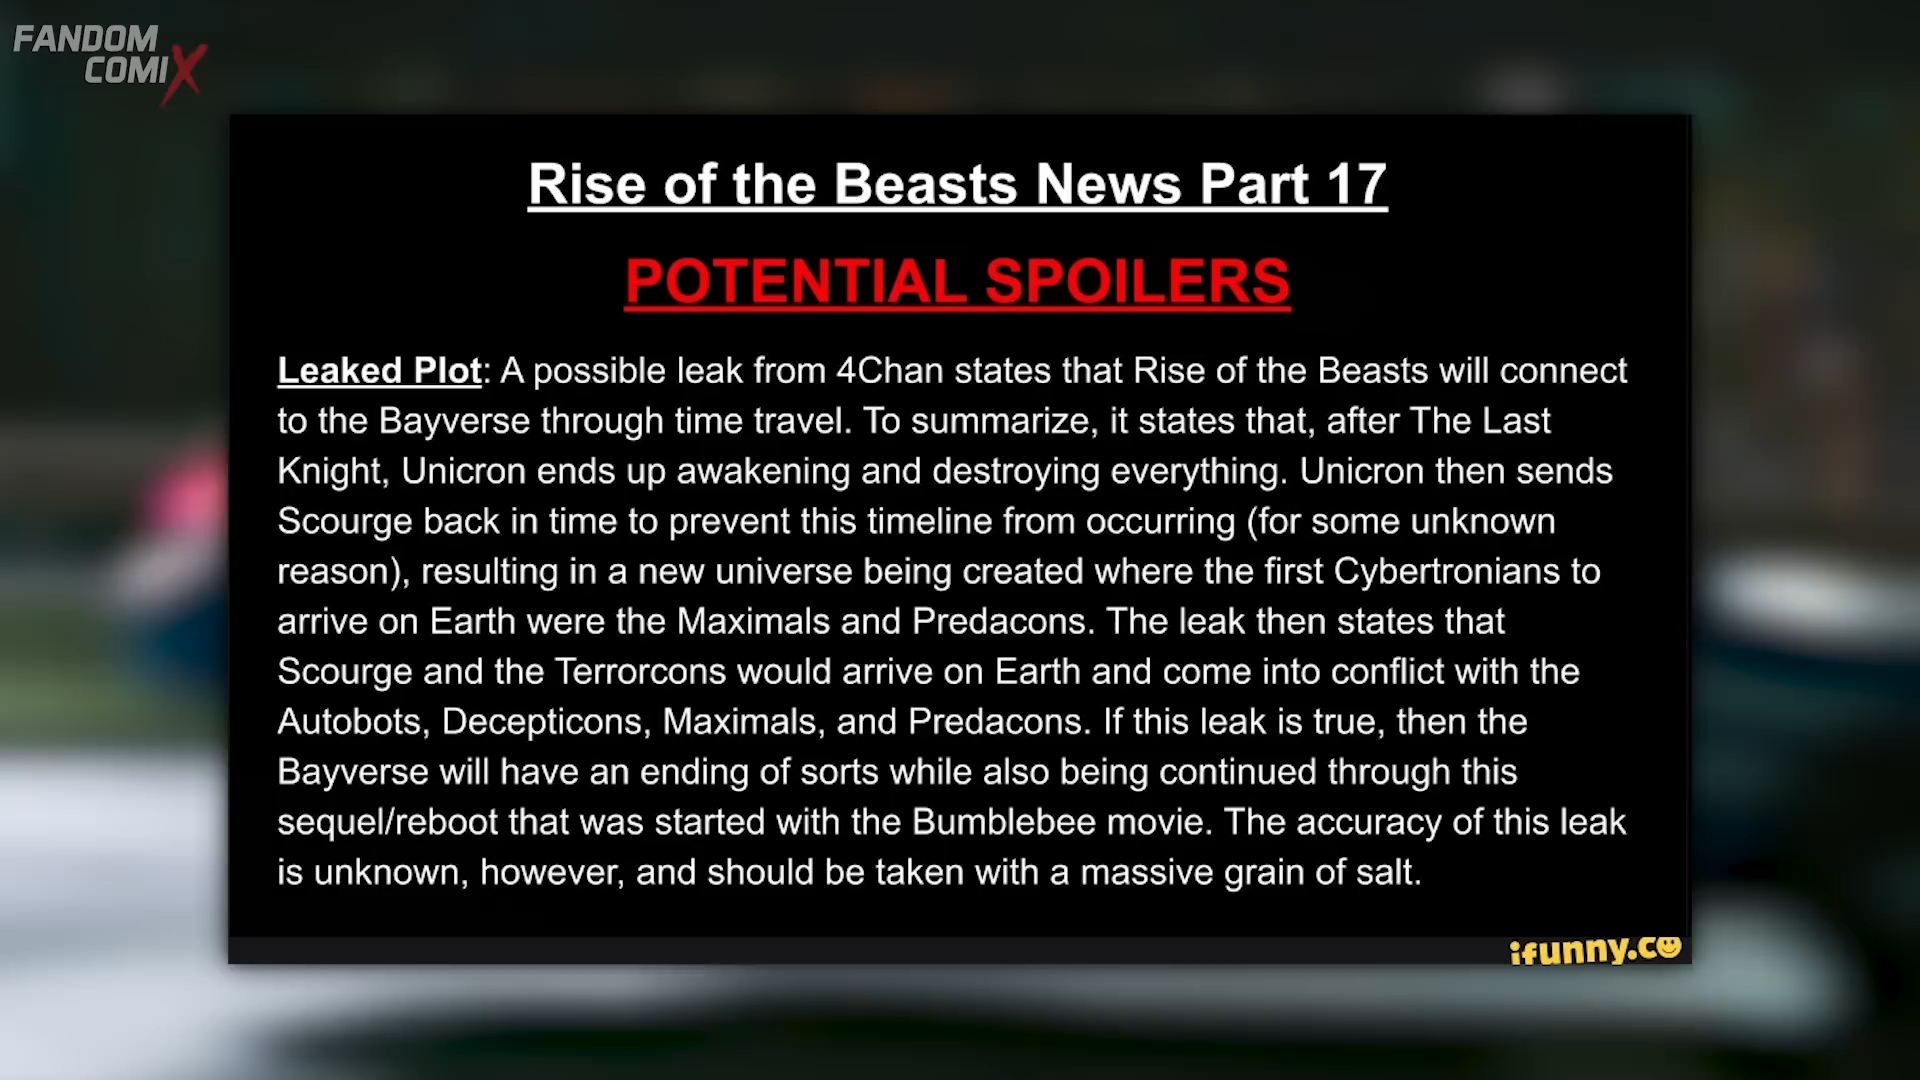 FANDOM
COMIX
Rise of the Beasts News Part 17
POTENTIAL SPOILERS
Leaked Plot: A possible leak from 4Chan states that Rise of the Beasts will connect
to the Bayverse through time travel. To summarize, it states that, after The Last
Knight, Unicron ends up awakening and destroying everything. Unicron then sends
Scourge back in time to prevent this timeline from occurring (for some unknown
reason), resulting in a new universe being created where the first Cybertronians to
arrive on Earth were the Maximals and Predacons. The leak then states that
Scourge and the Terrorcons would arrive on Earth and come into conflict with the
Autobots, Decepticons, Maximals, and Predacons. If this leak is true, then the
Bayverse will have an ending of sorts while also being continued through this
sequel/reboot that was started with the Bumblebee movie. The accuracy of this leak
is unknown, however, and should be taken with a massive grain of salt.
ifunny.co